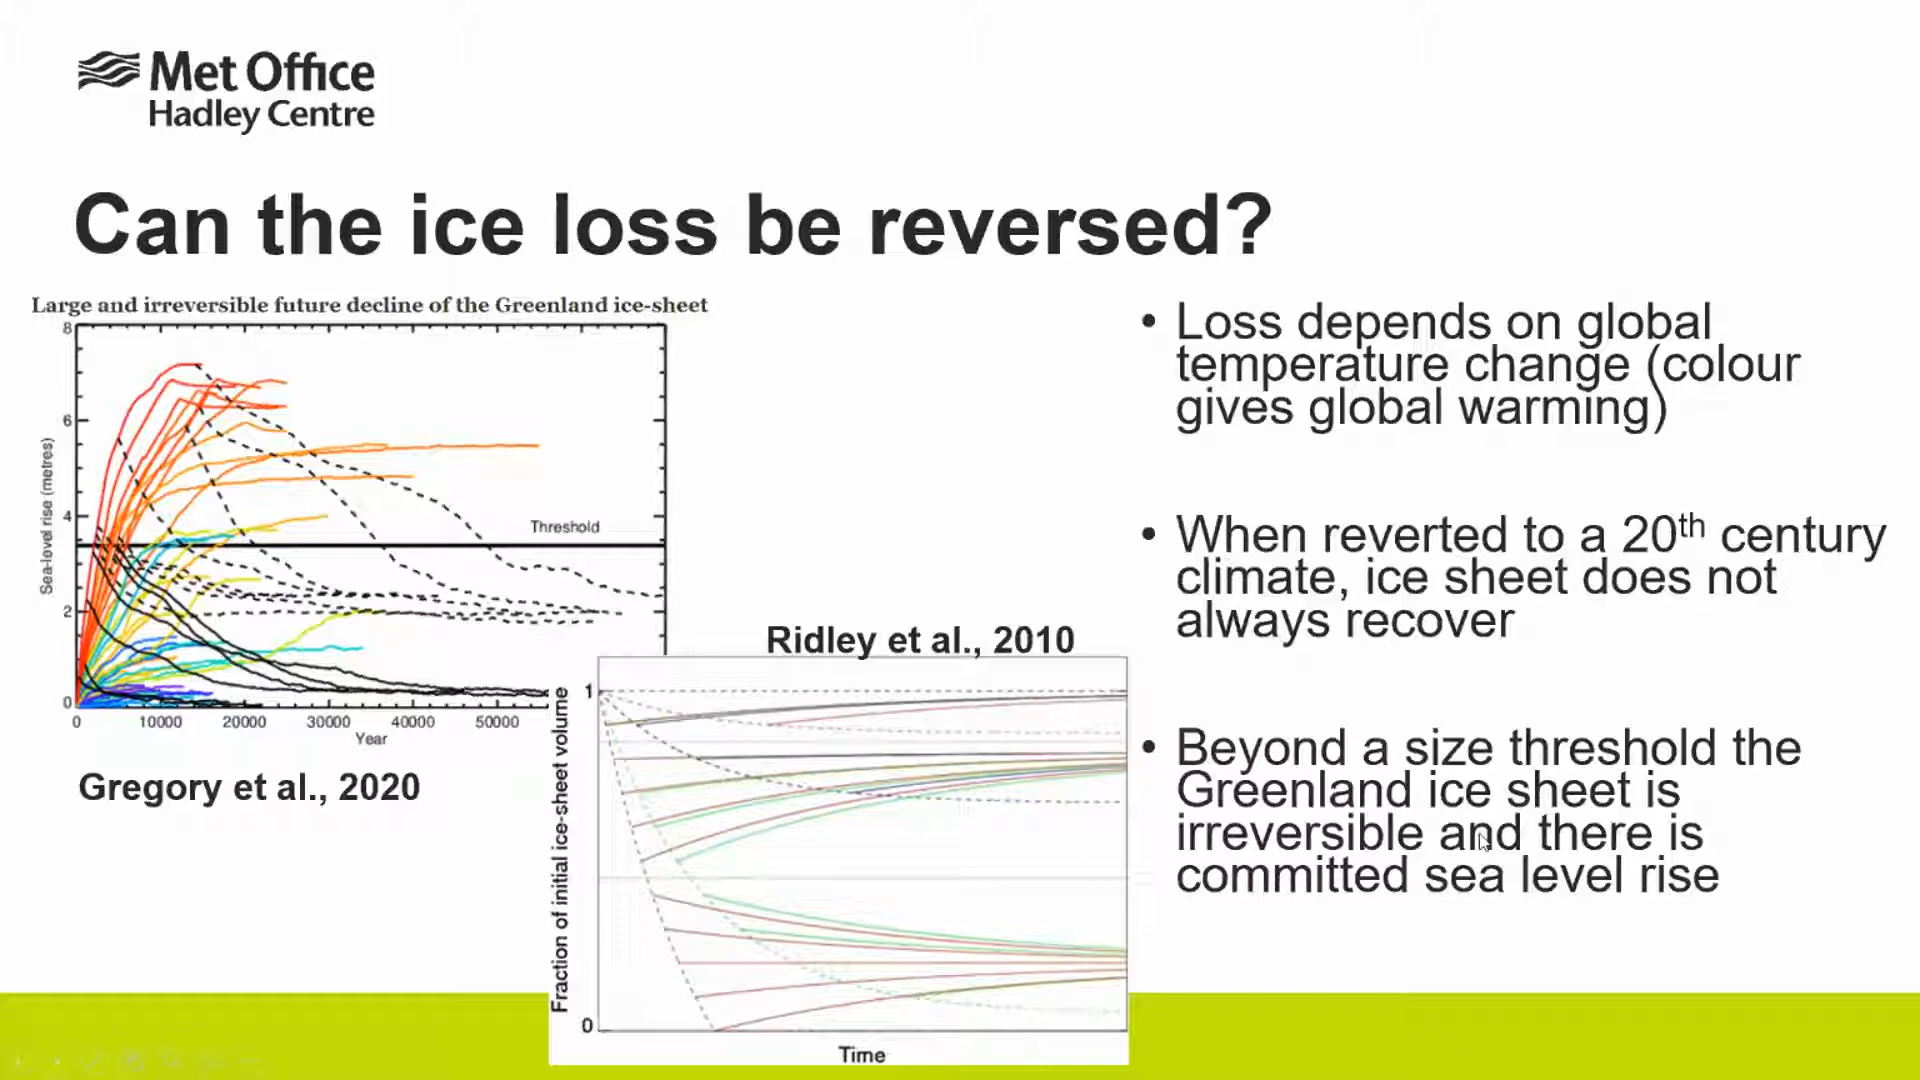 Met Office
Hadley Centre
Can the ice loss be reversed?
Large and irreversible future decline of the Greenland ice-sheet
8
6
4
2
0
Sea-level rise (metres)
Threshold
0 10000 20000 30000 40000 50000
Year
Gregory et al., 2020
Ridley et al., 2010
1
0
Fraction of initial ice-sheet volume
Time
• Loss depends on global
temperature change (colour
gives global warming)
• When reverted to a 20th century
climate, ice sheet does not
always recover
• Beyond a size threshold the
Greenland ice sheet is
irreversible and there is
committed sea level rise